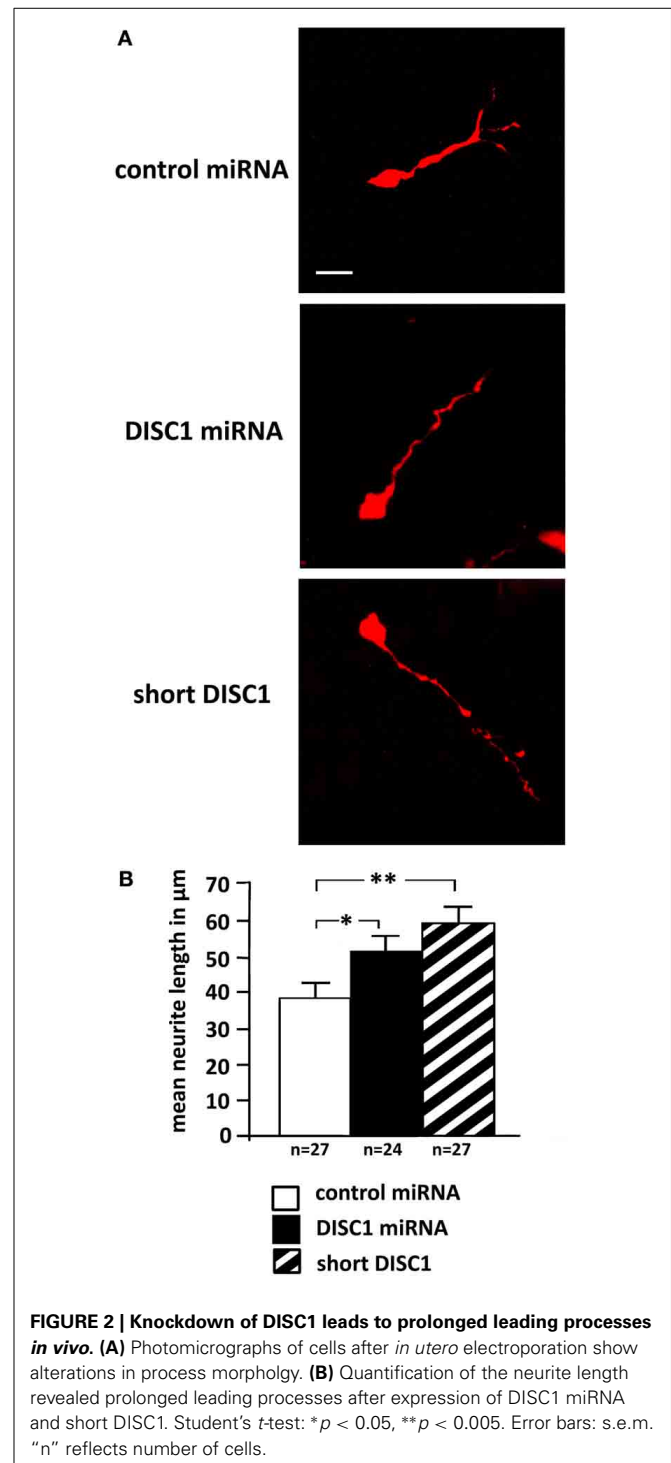 A
control miRNA
DISC1 miRNA
short DISC1
B
mean neurite length in µm
70
60
50
40
30
20
10
0
**
*
n=27 n=24 n=27
control miRNA
DISC1 miRNA
short DISC1
FIGURE 2 | Knockdown of DISC1 leads to prolonged leading processes
in vivo. (A) Photomicrographs of cells after in utero electroporation show
alterations in process morpholgy. (B) Quantification of the neurite length
revealed prolonged leading processes after expression of DISC1 miRNA
and short DISC1. Student's t-test: *p < 0.05, **p < 0.005. Error bars: s.e.m.
"n" reflects number of cells.